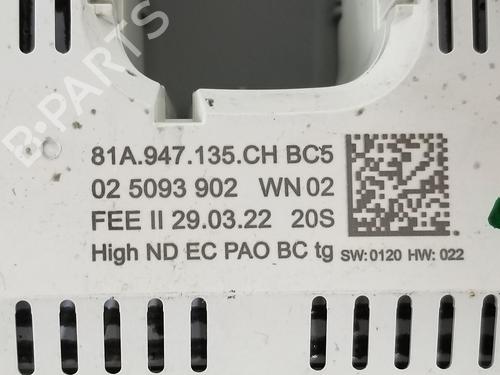 B-PARTS
81A.947.135.CH BC5
02 5093 902 WN 02
FEE II 29.03.22 20S
High ND EC PAO BC tg SW:0120 HW:022